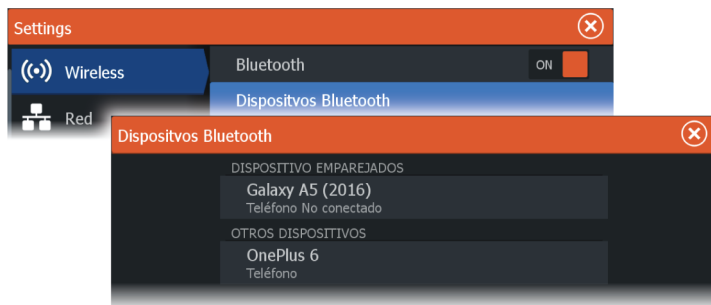 Settings
Wireless
Bluetooth
ON
Dispositvos Bluetooth
Red
Dispositvos Bluetooth
DISPOSITIVO EMPAREJADOS
Galaxy A5 (2016)
Teléfono No conectado
OTROS DISPOSITIVOS
OnePlus 6
Teléfono